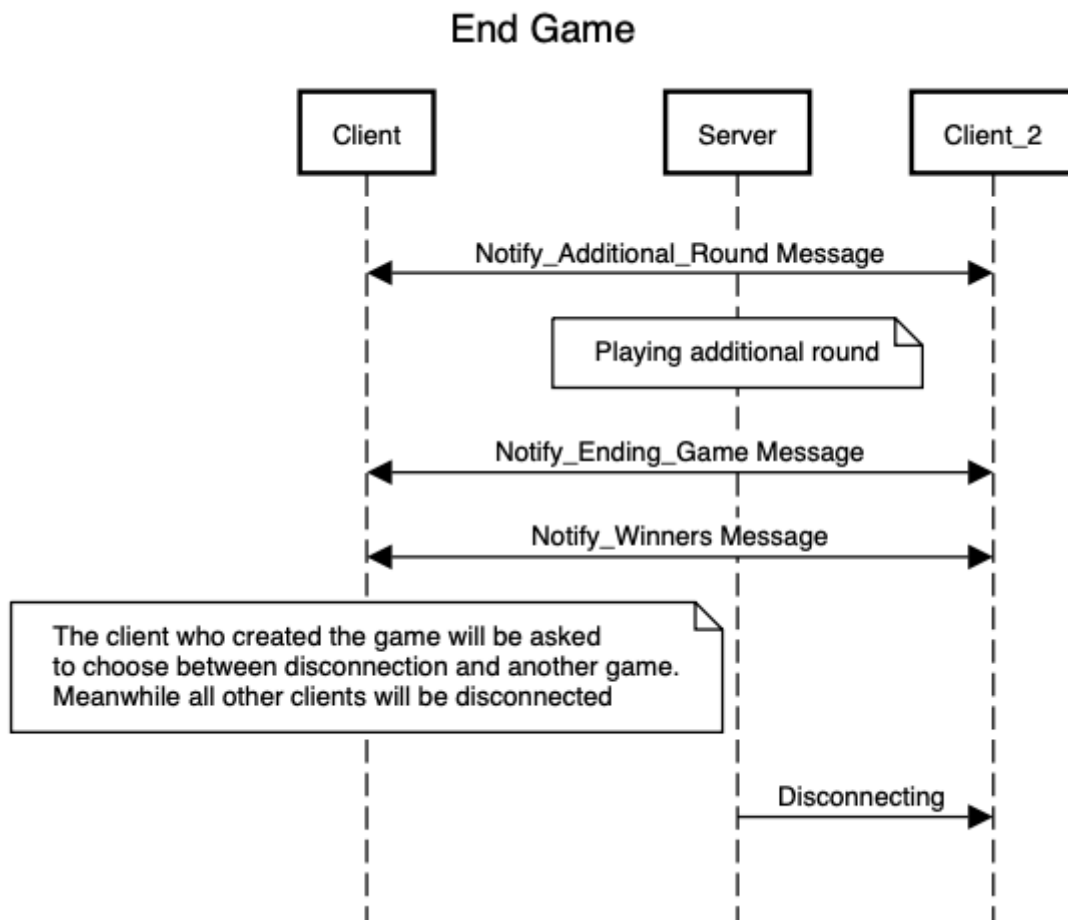 End Game
Client
Server
Client_2
Notify_Additional_Round Message
Playing additional round
Notify_Ending_Game Message
Notify_Winners Message
The client who created the game will be asked
to choose between disconnection and another game.
Meanwhile all other clients will be disconnected
Disconnecting